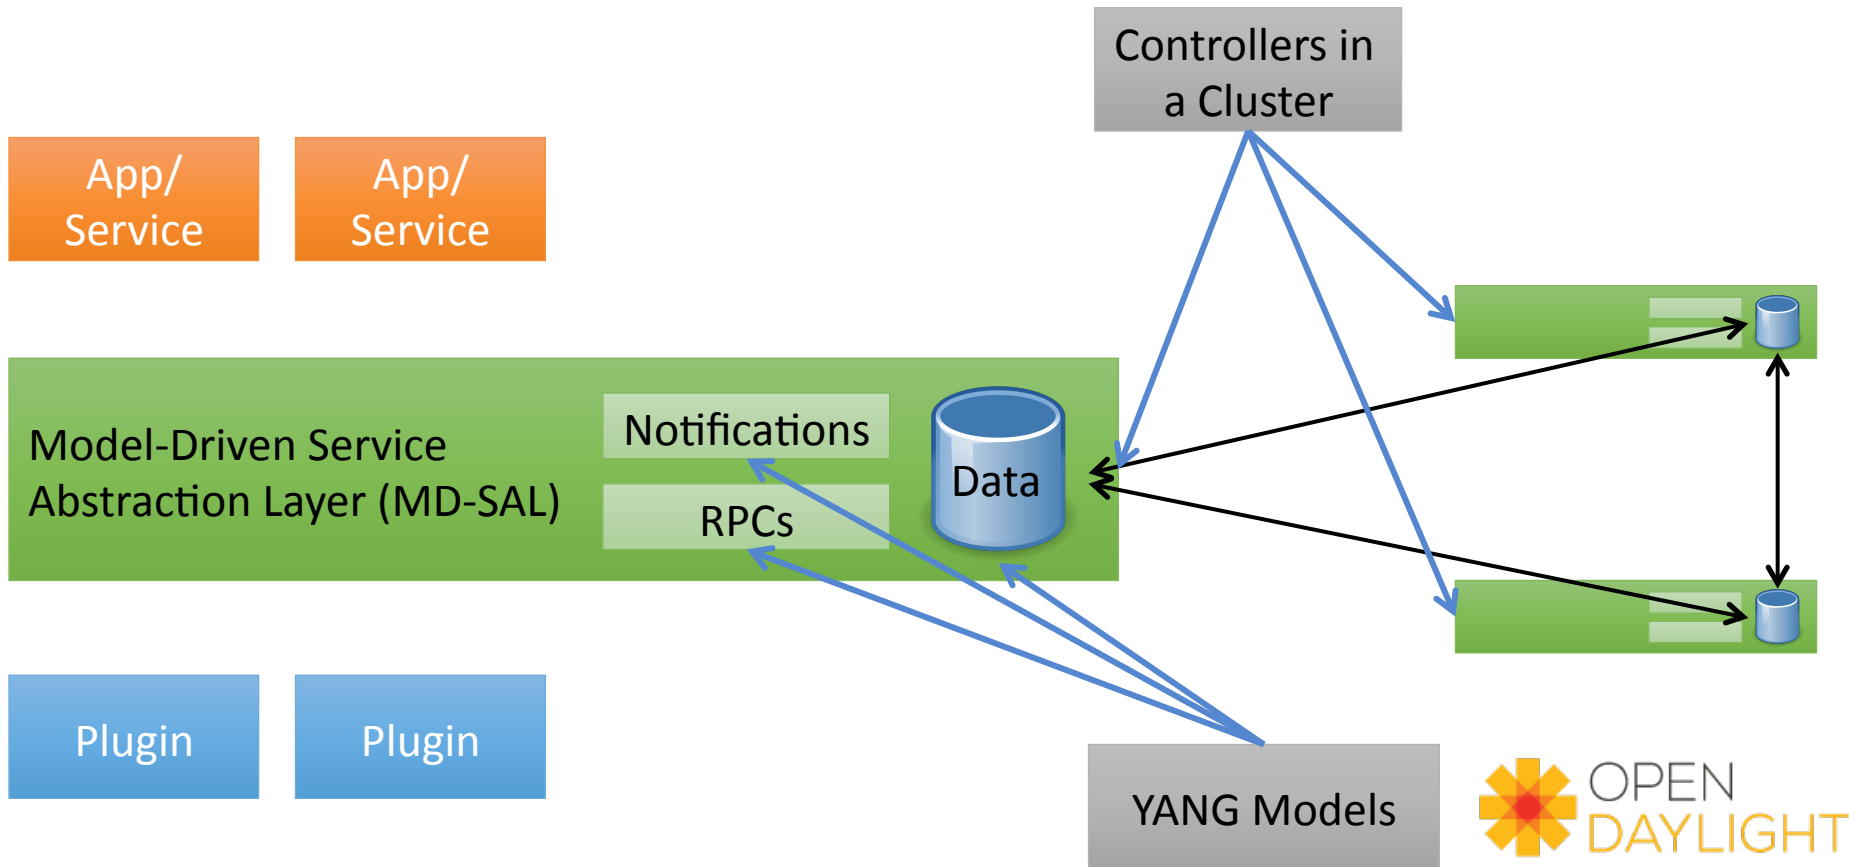 Controllers in
a Cluster
App/
Service
App/
Service
Model-Driven Service
Abstraction Layer (MD-SAL)
Notifications
RPCs
Data
Plugin
Plugin
YANG Models
OPEN
DAYLIGHT